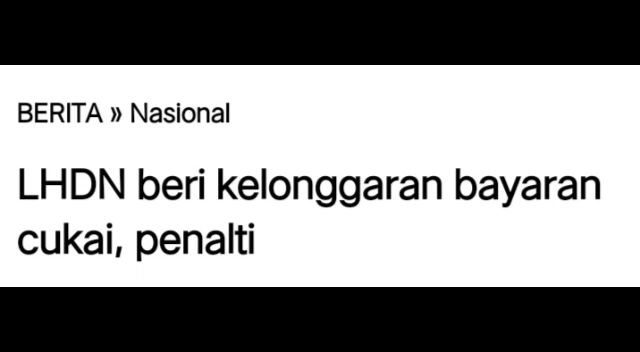 BERITA » Nasional
LHDN beri kelonggaran bayaran
cukai, penalti